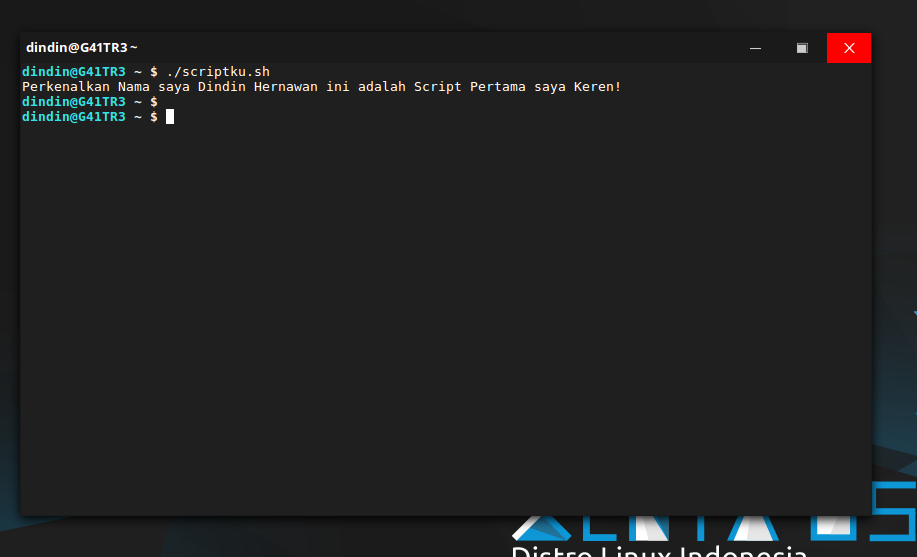 dindin@G41TR3 ~
dindin@G41TR3 ~ $ ./scriptku.sh
Perkenalkan Nama saya Dindin Hernawan ini adalah Script Pertama saya Keren!
dindin@G41TR3 ~ $
dindin@G41TR3 ~ $
Distro Linux Indonesia